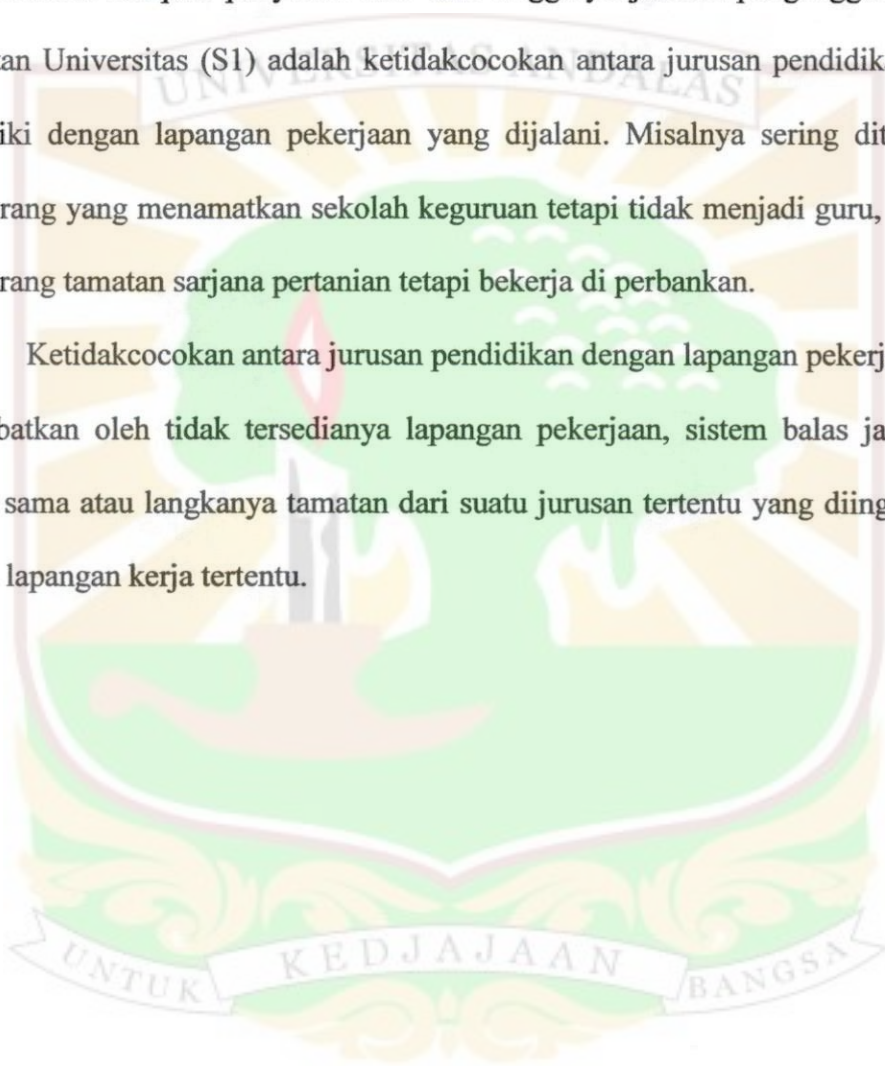 tan Universitas (S1) adalah ketidakcocokan antara jurusan pendidik
iki dengan lapangan pekerjaan yang dijalani. Misalnya sering dit
rang yang menamatkan sekolah keguruan tetapi tidak menjadi guru,
rang tamatan sarjana pertanian tetapi bekerja di perbankan.
Ketidakcocokan antara jurusan pendidikan dengan lapangan pekerj
batkan oleh tidak tersedianya lapangan pekerjaan, sistem balas ja
sama atau langkanya tamatan dari suatu jurusan tertentu yang diing
lapangan kerja tertentu.
UNIVERSITAS ANDALAS
UNTUK KEDJAJAAN BANGSA